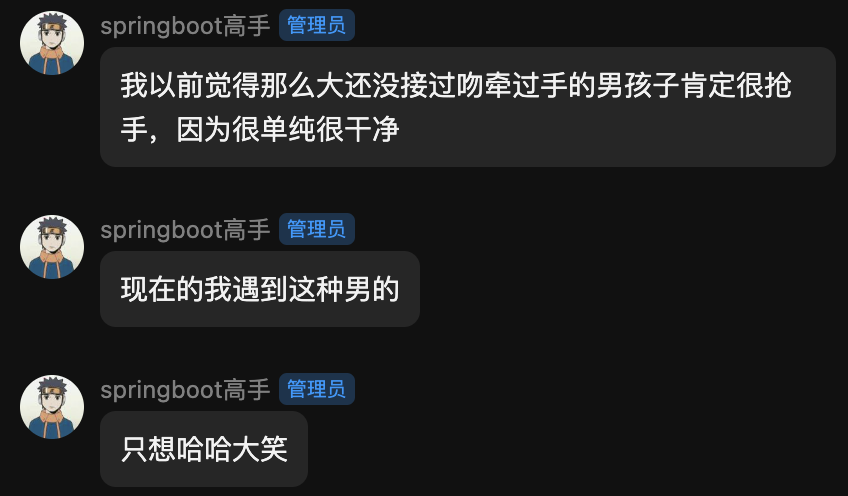 springboot高手 管理员
我以前觉得那么大还没接过吻牵过手的男孩子肯定很抢
手，因为很单纯很干净
springboot高手 管理员
现在的我遇到这种男的
springboot高手 管理员
只想哈哈大笑